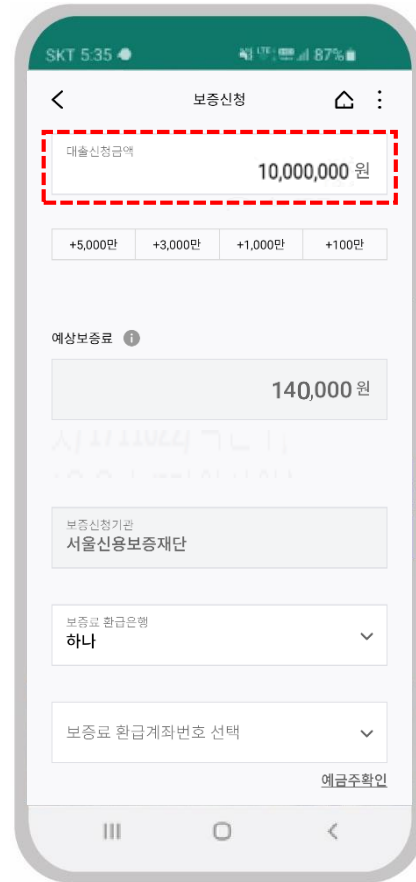 SKT 5:35 87%
보증신청
대출신청금액
10,000,000 원
+5,000만 +3,000만 +1,000만 +100만
예상보증료
140,000 원
보증신청기관
서울신용보증재단
보증료 환급은행
하나
보증료 환급계좌번호 선택
예금주확인